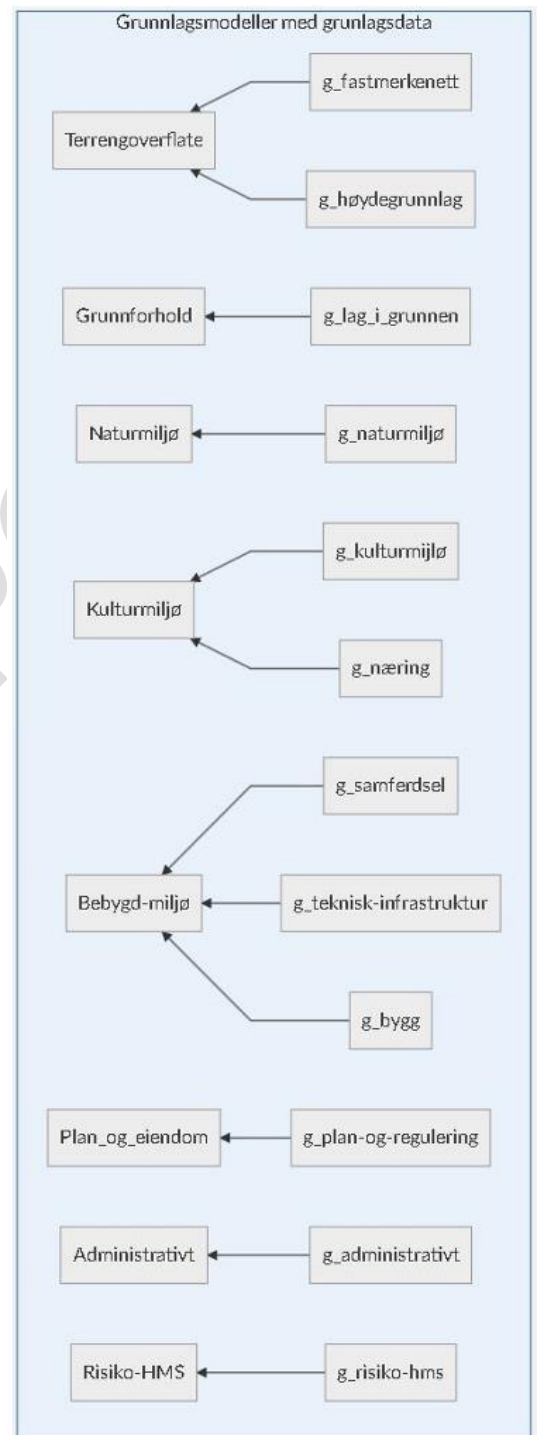 Grunnlagsmodeller med grunlagsdata
g_fastmerkenett
Terrengoverflate
g_høydegrunnlag
Grunnforhold
g_lag_i_grunnen
Naturmiljø
g_naturmiljø
g_kulturmijlø
Kulturmiljø
g_næring
g_samferdsel
Bebygd-miljø
g_teknisk-infrastruktur
g_bygg
Plan_og_eiendom
g_plan-og-regulering
Administrativt
g_administrativt
Risiko-HMS
g_risiko-hms